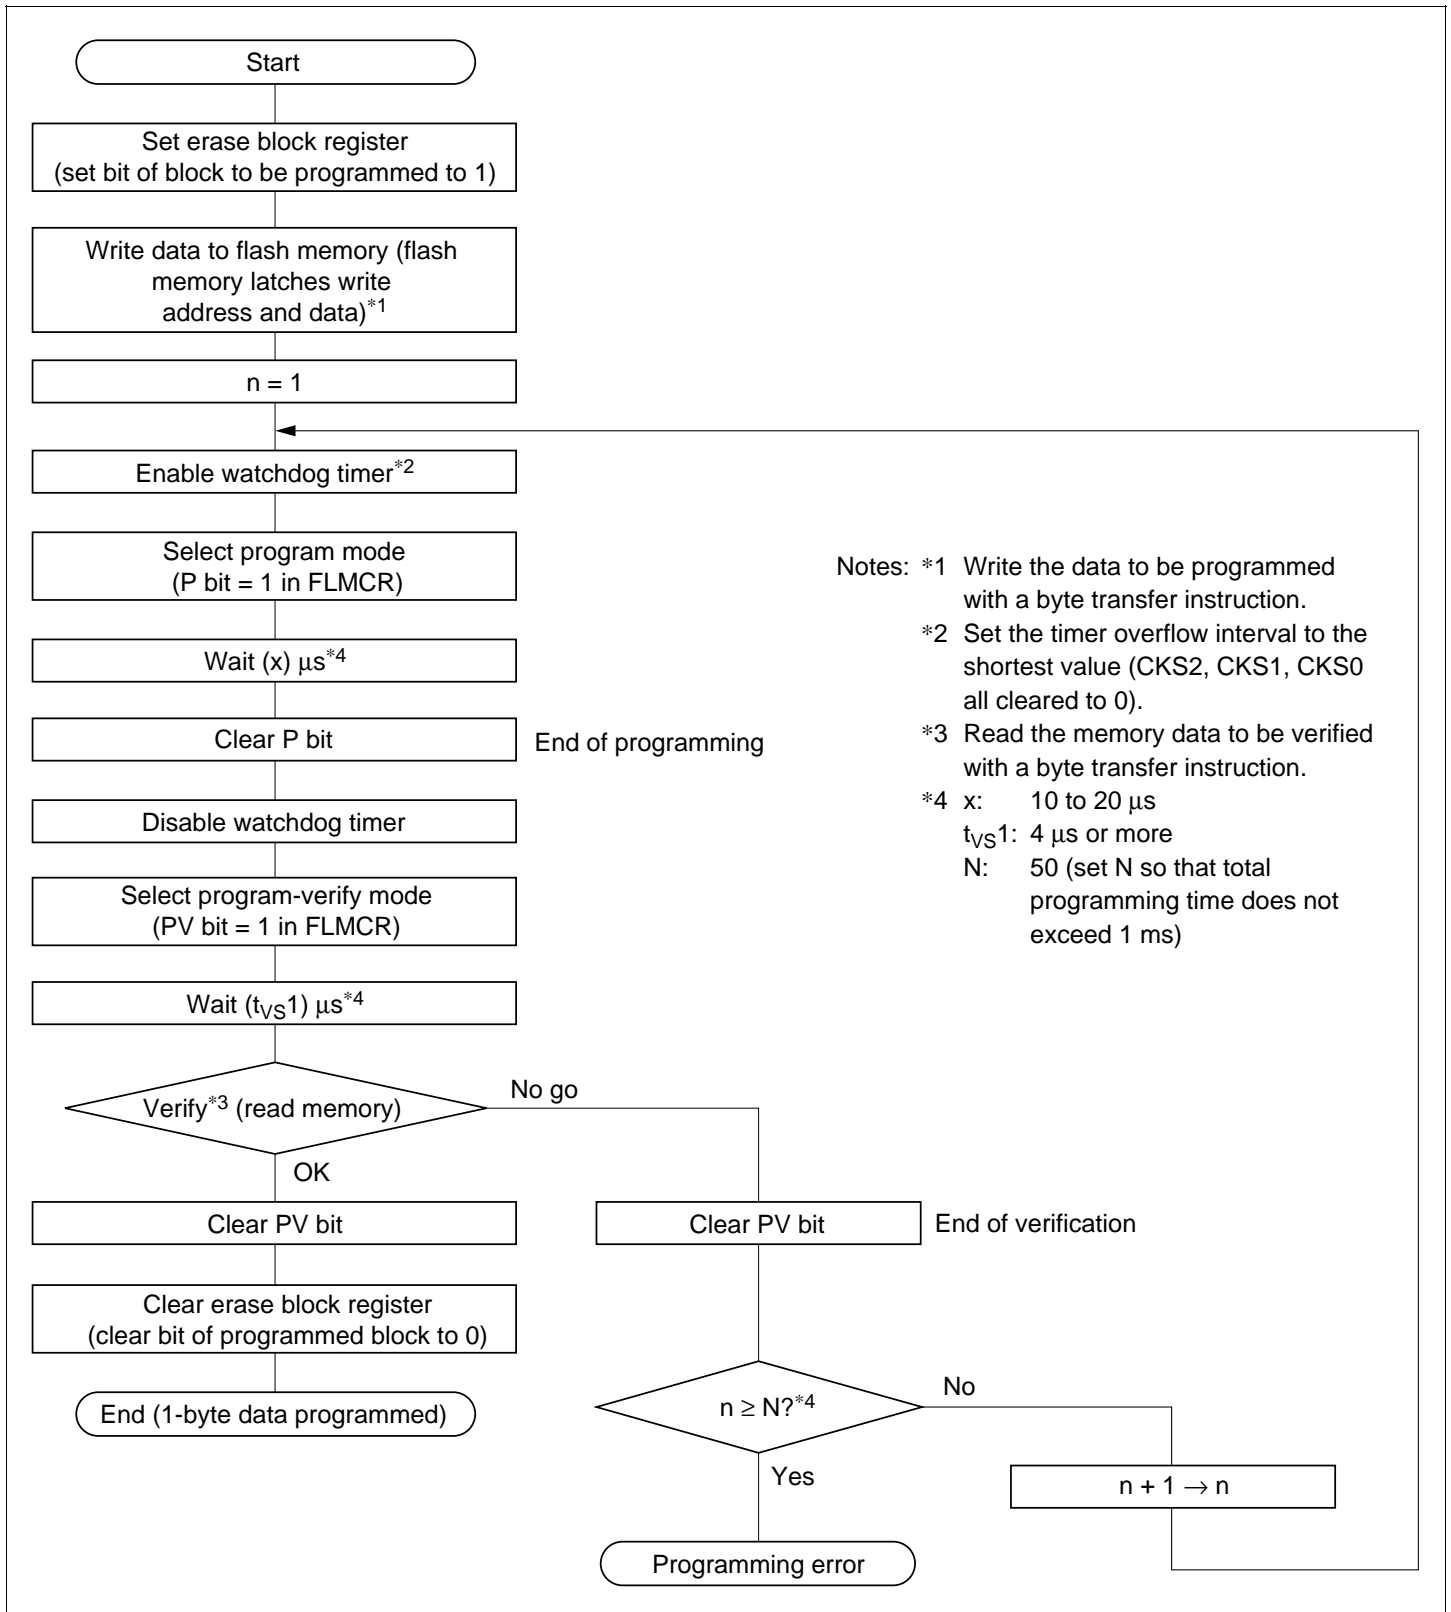 Start
Set erase block register
(set bit of block to be programmed to 1)
Write data to flash memory (flash
memory latches write
address and data)*1
n = 1
Enable watchdog timer*2
Select program mode
(P bit = 1 in FLMCR)
Wait (x) μs*4
Clear P bit
End of programming
Disable watchdog timer
Select program-verify mode
(PV bit = 1 in FLMCR)
Wait (tVS1) μs*4
Verify*3 (read memory)
No go
OK
Clear PV bit
Clear erase block register
(clear bit of programmed block to 0)
End (1-byte data programmed)
Clear PV bit
End of verification
n ≥ N?*4
No
Yes
n + 1 → n
Programming error
Notes: *1 Write the data to be programmed
with a byte transfer instruction.
*2 Set the timer overflow interval to the
shortest value (CKS2, CKS1, CKS0
all cleared to 0).
*3 Read the memory data to be verified
with a byte transfer instruction.
*4 x: 10 to 20 μs
tVS1: 4 μs or more
N: 50 (set N so that total
programming time does not
exceed 1 ms)